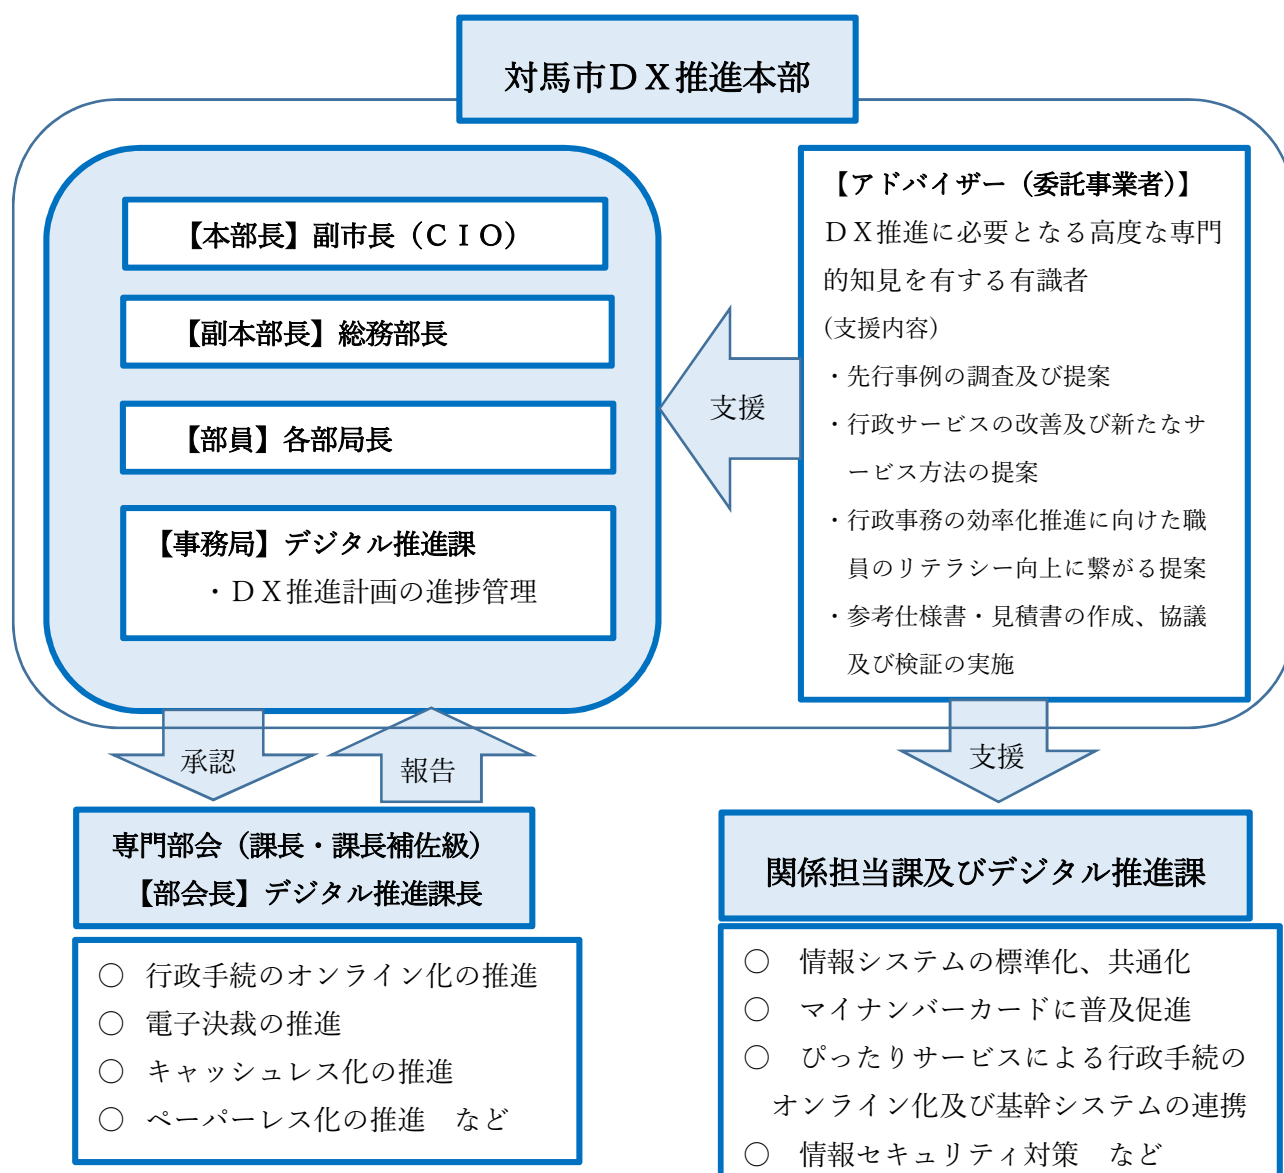 対馬市ＤＸ推進本部
【本部長】副市長（ＣＩＯ）
【副本部長】総務部長
【部員】各部局長
【事務局】デジタル推進課
・ＤＸ推進計画の進捗管理
支援
【アドバイザー（委託事業者）】
ＤＸ推進に必要となる高度な専門
的知見を有する有識者
(支援内容)
・先行事例の調査及び提案
・行政サービスの改善及び新たなサ
ービス方法の提案
・行政事務の効率化推進に向けた職
員のリテラシー向上に繋がる提案
・参考仕様書・見積書の作成、協議
及び検証の実施
承認
報告
支援
専門部会（課長・課長補佐級）
【部会長】デジタル推進課長
○ 行政手続のオンライン化の推進
○ 電子決裁の推進
○ キャッシュレス化の推進
○ ペーパーレス化の推進　など
関係担当課及びデジタル推進課
○　情報システムの標準化、共通化
○　マイナンバーカードに普及促進
○　ぴったりサービスによる行政手続の
オンライン化及び基幹システムの連携
○　情報セキュリティ対策　など